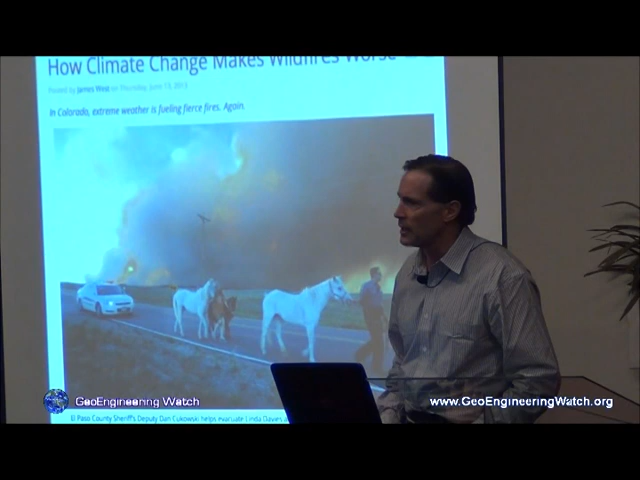 How Climate Change Makes Wildfires Worse
Posted by James West on Thursday, June 13, 2013
In Colorado, extreme weather is fueling fierce fires. Again.
El Paso County Sheriff's Deputy Dan Cukowski helps evacuate Linda Davies
GeoEngineering Watch
www.GeoEngineeringWatch.org